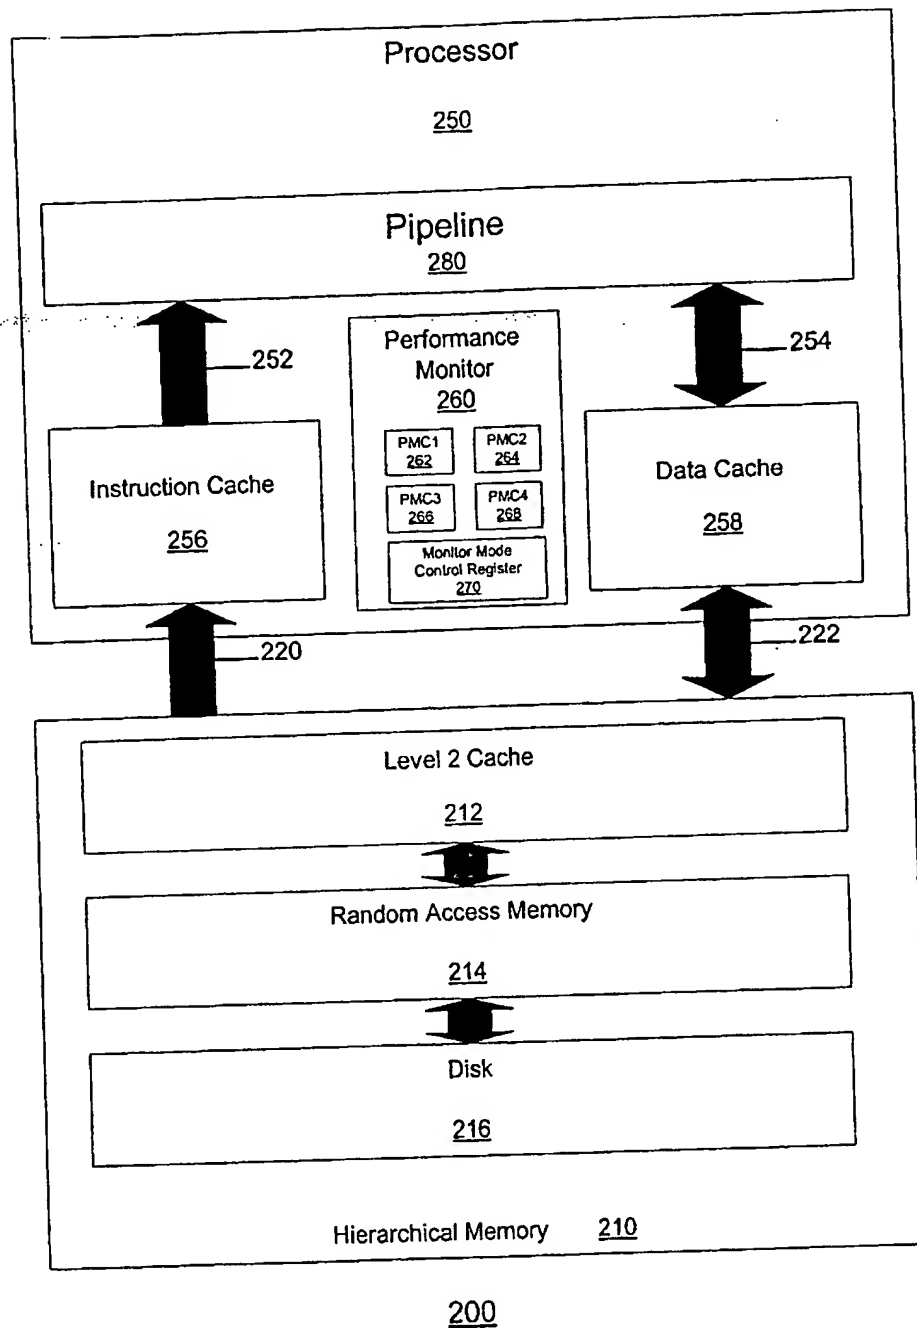 Processor
250
Pipeline
280
252
254
Performance
Monitor
260
PMC1
262
PMC2
264
PMC3
266
PMC4
268
Monitor Mode
Control Register
270
Instruction Cache
256
Data Cache
258
220
222
Level 2 Cache
212
Random Access Memory
214
Disk
216
Hierarchical Memory 210
200